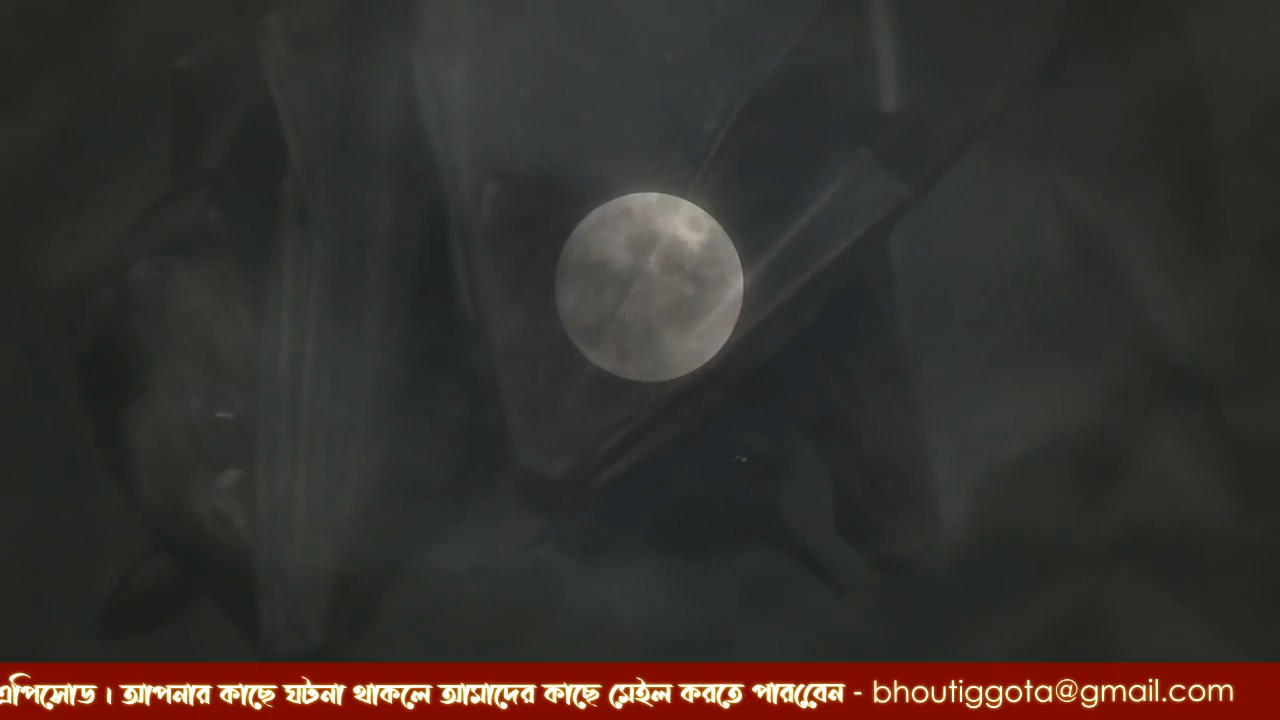 এপিসোড। আপনার কাছে ঘটনা থাকলে আমাদের কাছে মেইল করতে পারবেেন - bhoutiggota@gmail.com